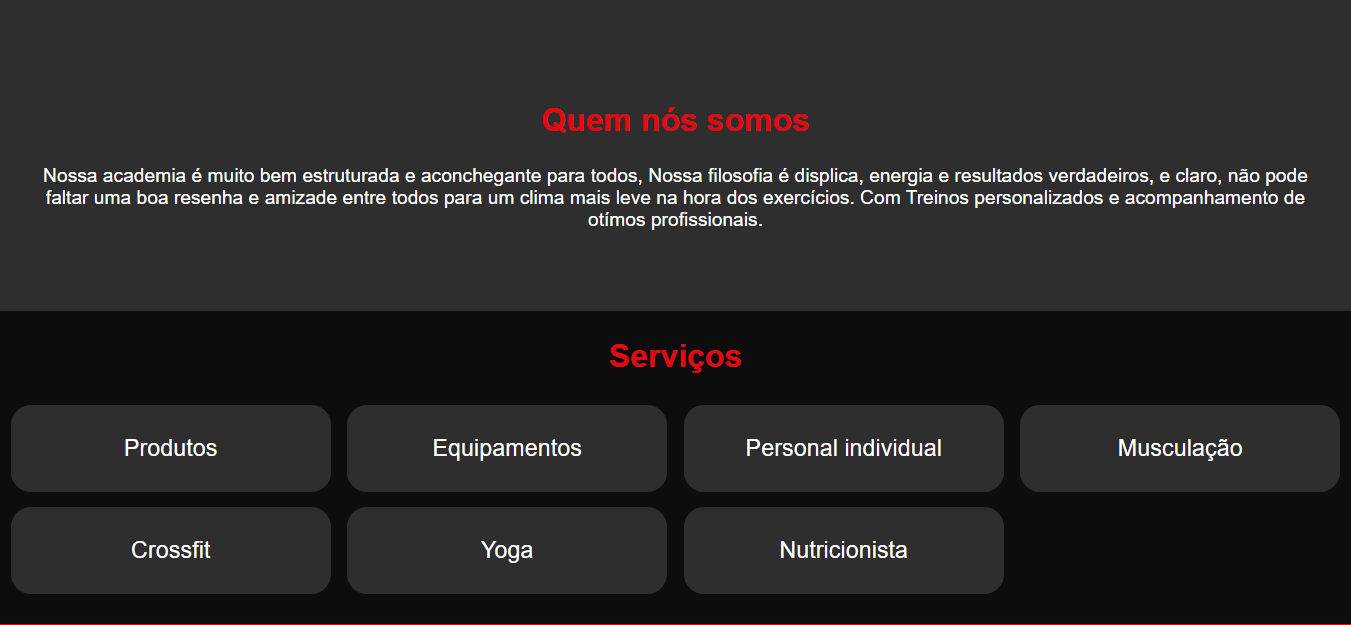 Quem nós somos
Nossa academia é muito bem estruturada e aconchegante para todos, Nossa filosofia é displica, energia e resultados verdadeiros, e claro, não pode
faltar uma boa resenha e amizade entre todos para um clima mais leve na hora dos exercícios. Com Treinos personalizados e acompanhamento de
otímos profissionais.
Serviços
Produtos
Equipamentos
Personal individual
Musculação
Crossfit
Yoga
Nutricionista